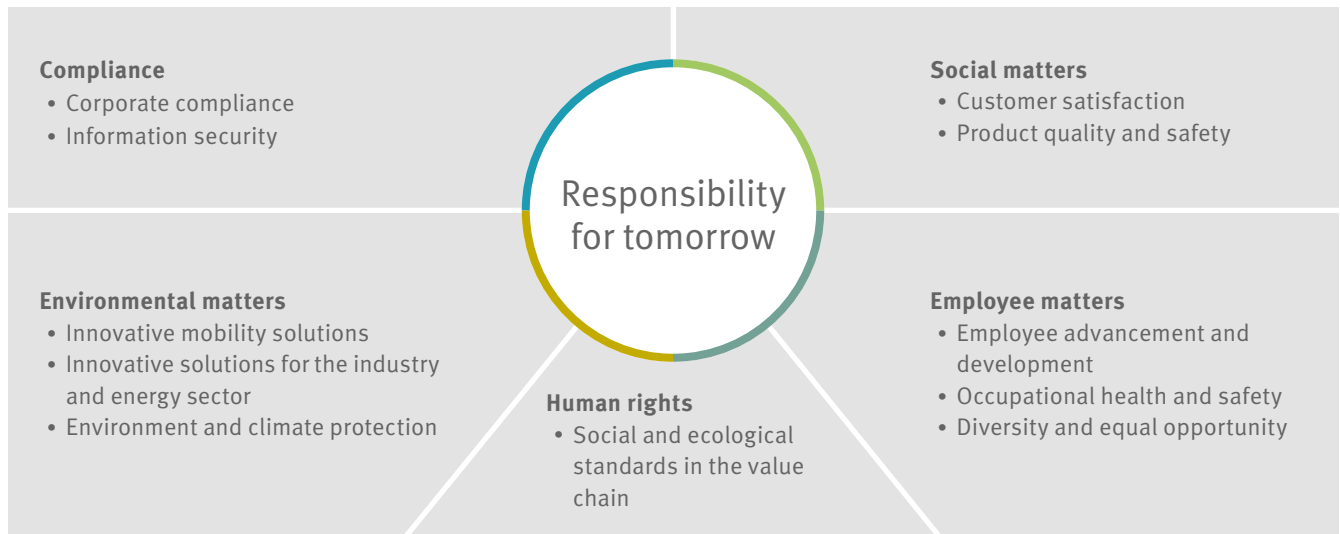 Compliance
• Corporate compliance
• Information security
Social matters
• Customer satisfaction
• Product quality and safety
Responsibility
for tomorrow
Environmental matters
• Innovative mobility solutions
• Innovative solutions for the industry
and energy sector
• Environment and climate protection
Human rights
• Social and ecological
standards in the value
chain
Employee matters
• Employee advancement and
development
• Occupational health and safety
• Diversity and equal opportunity